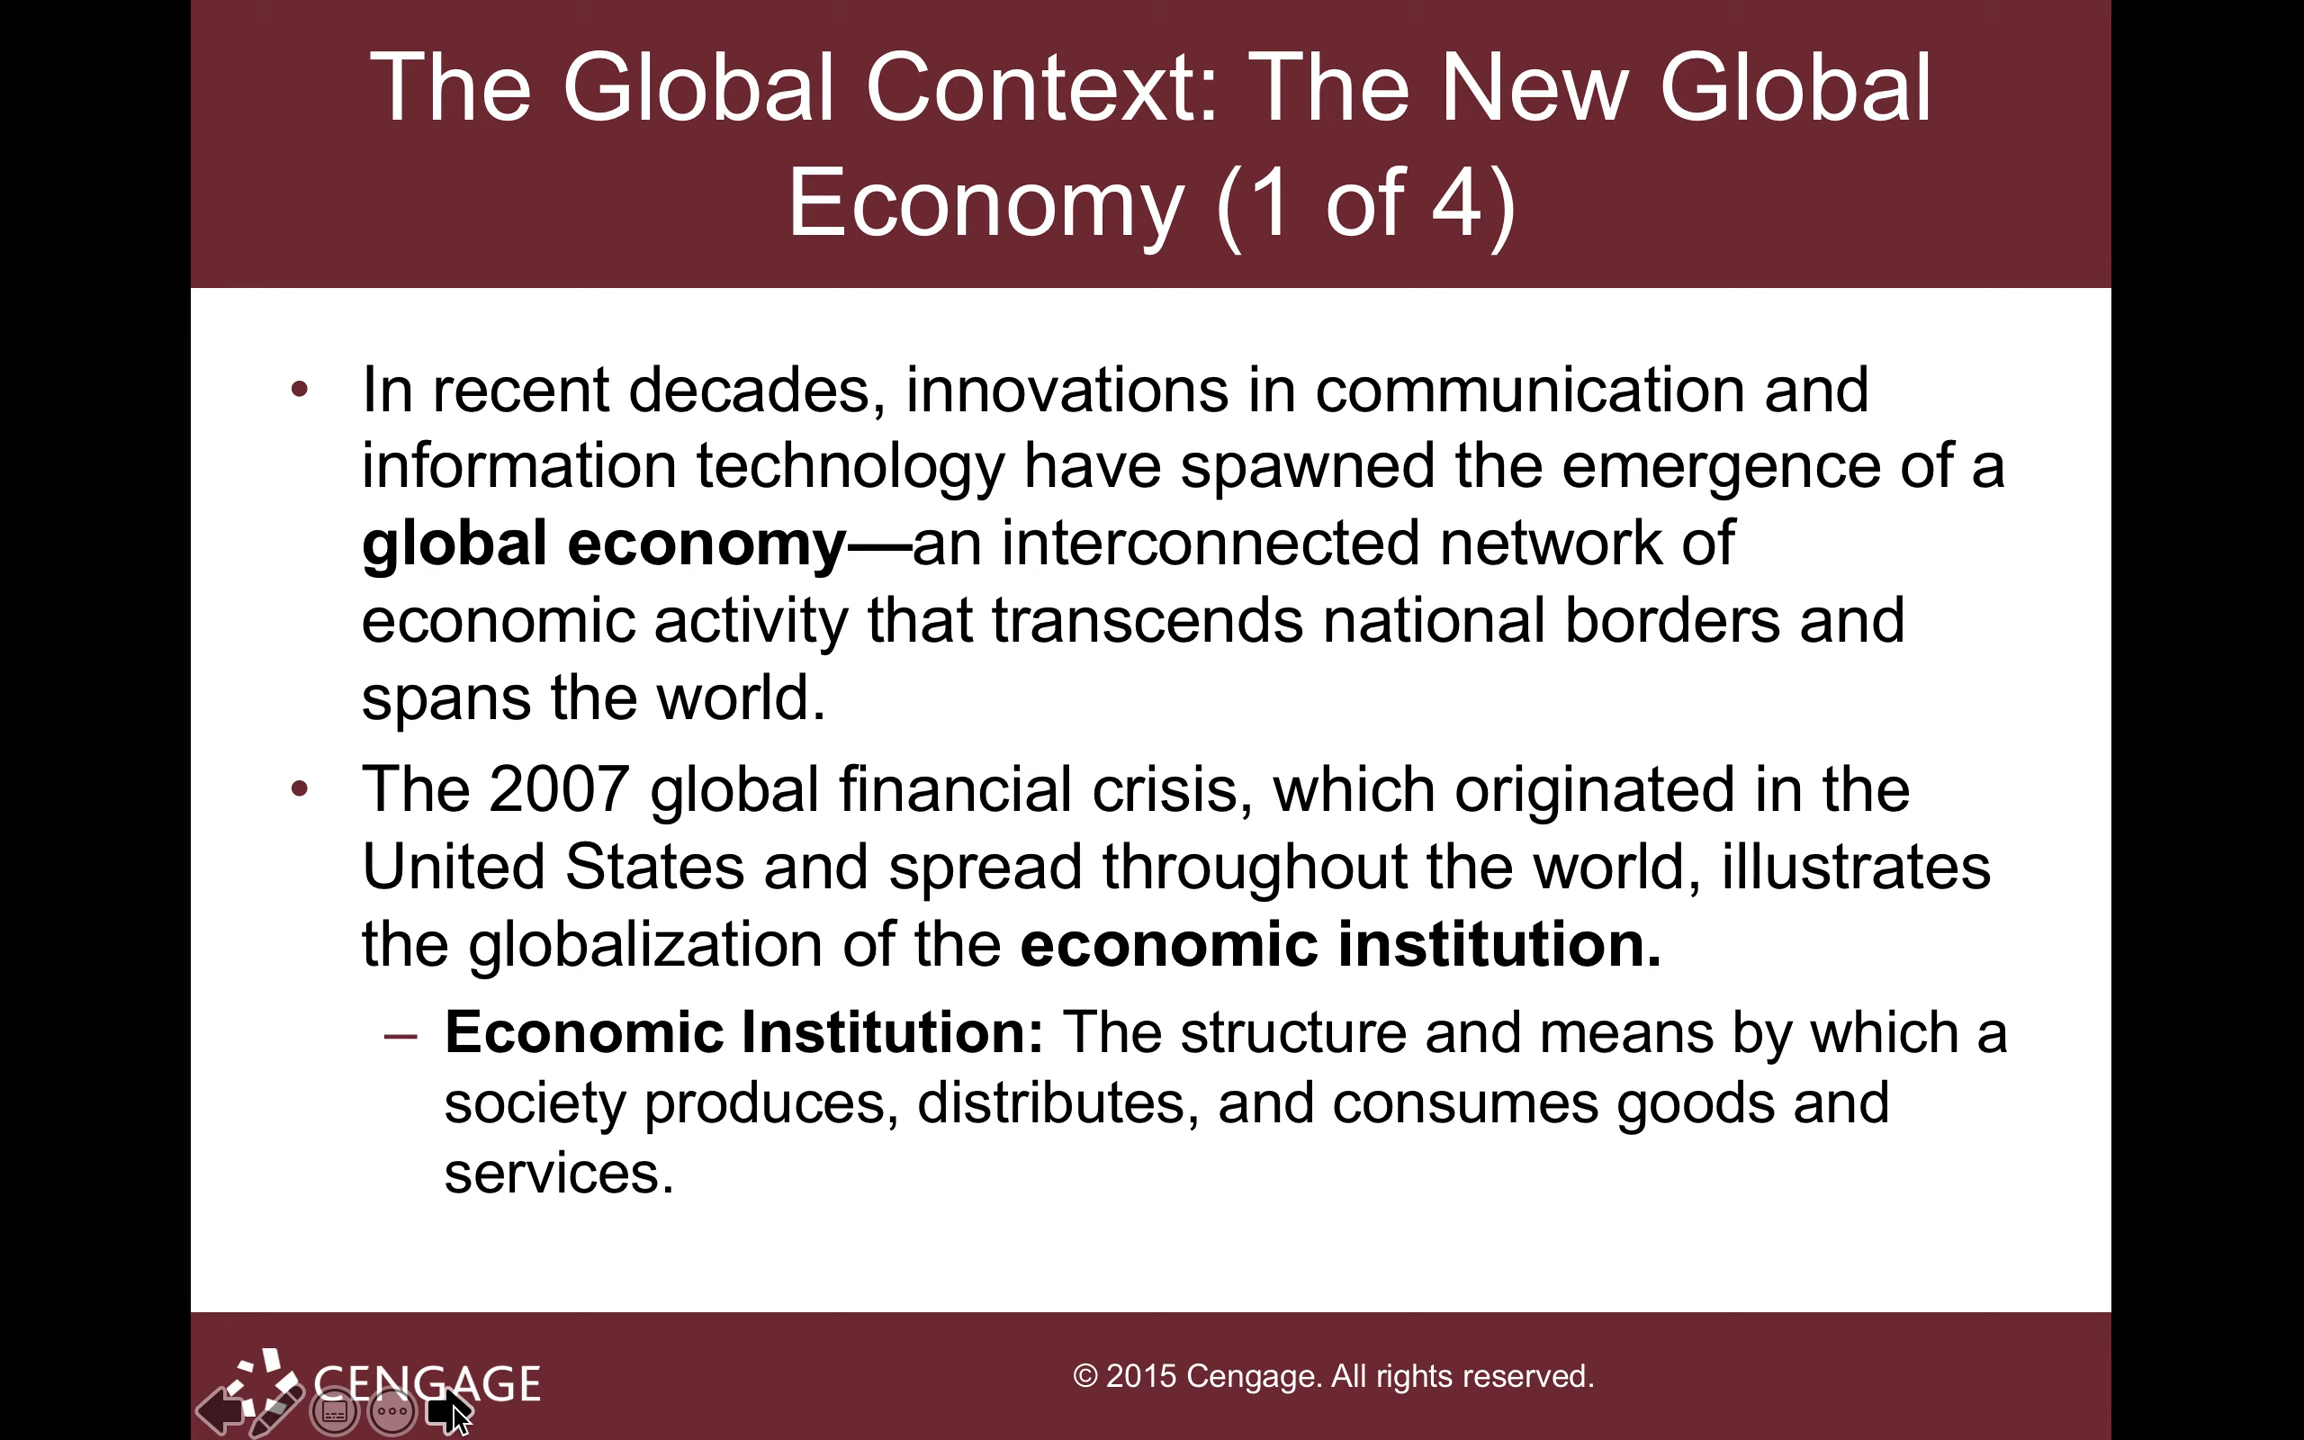 The Global Context: The New Global
Economy (1 of 4)
• In recent decades, innovations in communication and
information technology have spawned the emergence of a
global economy—an interconnected network of
economic activity that transcends national borders and
spans the world.
• The 2007 global financial crisis, which originated in the
United States and spread throughout the world, illustrates
the globalization of the economic institution.
– Economic Institution: The structure and means by which a
society produces, distributes, and consumes goods and
services.
CENGAGE
© 2015 Cengage. All rights reserved.